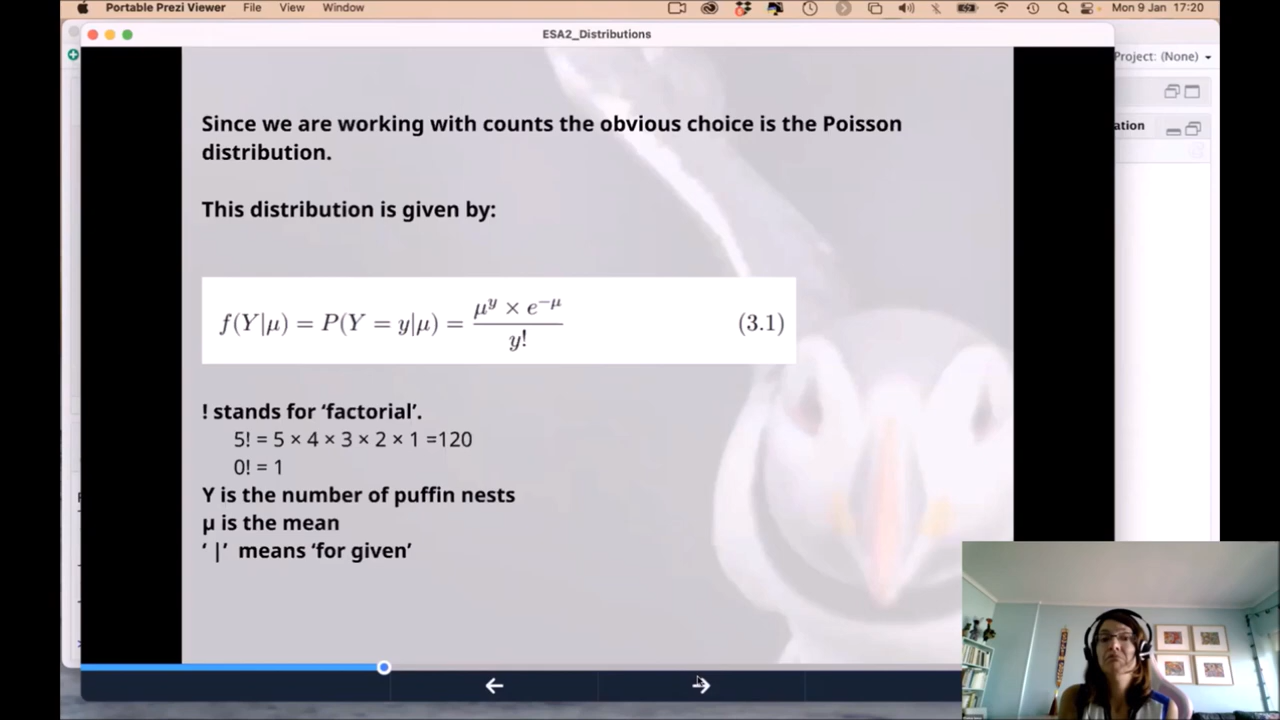 Portable Prezi Viewer File View Window Mon 9 Jan 17:20
ESA2_Distributions
Project: (None)
ation
Since we are working with counts the obvious choice is the Poisson
distribution.
This distribution is given by:
f(Y|μ) = P(Y = y|μ) = μ^y × e^−μ / y! (3.1)
! stands for ‘factorial’.
5! = 5 × 4 × 3 × 2 × 1 =120
0! = 1
Y is the number of puffin nests
μ is the mean
‘ |’ means ‘for given’